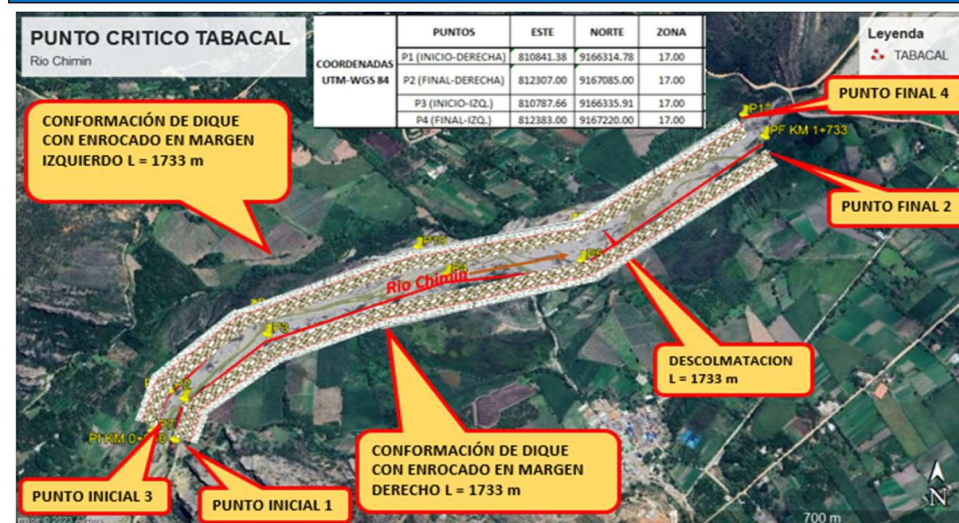 PUNTO CRITICO TABACAL
Rio Chimin
COORDENADAS UTM-WGS 84
PUNTOS ESTE NORTE ZONA
P1 (INICIO-DERECHA) 810841.38 9166314.78 17.00
P2 (FINAL-DERECHA) 812307.00 9167085.00 17.00
P3 (INICIO-IZQ.) 810787.66 9166335.91 17.00
P4 (FINAL-IZQ.) 812383.00 9167220.00 17.00
Leyenda
TABACAL
PUNTO FINAL 4
PF KM 1+733
PUNTO FINAL 2
CONFORMACIÓN DE DIQUE
CON ENROCADO EN MARGEN
IZQUIERDO L = 1733 m
Rio Chimin
P3
DESCOLMATACION
L = 1733 m
CONFORMACIÓN DE DIQUE
CON ENROCADO EN MARGEN
DERECHO L = 1733 m
PUNTO INICIAL 3
PUNTO INICIAL 1
N
700 m